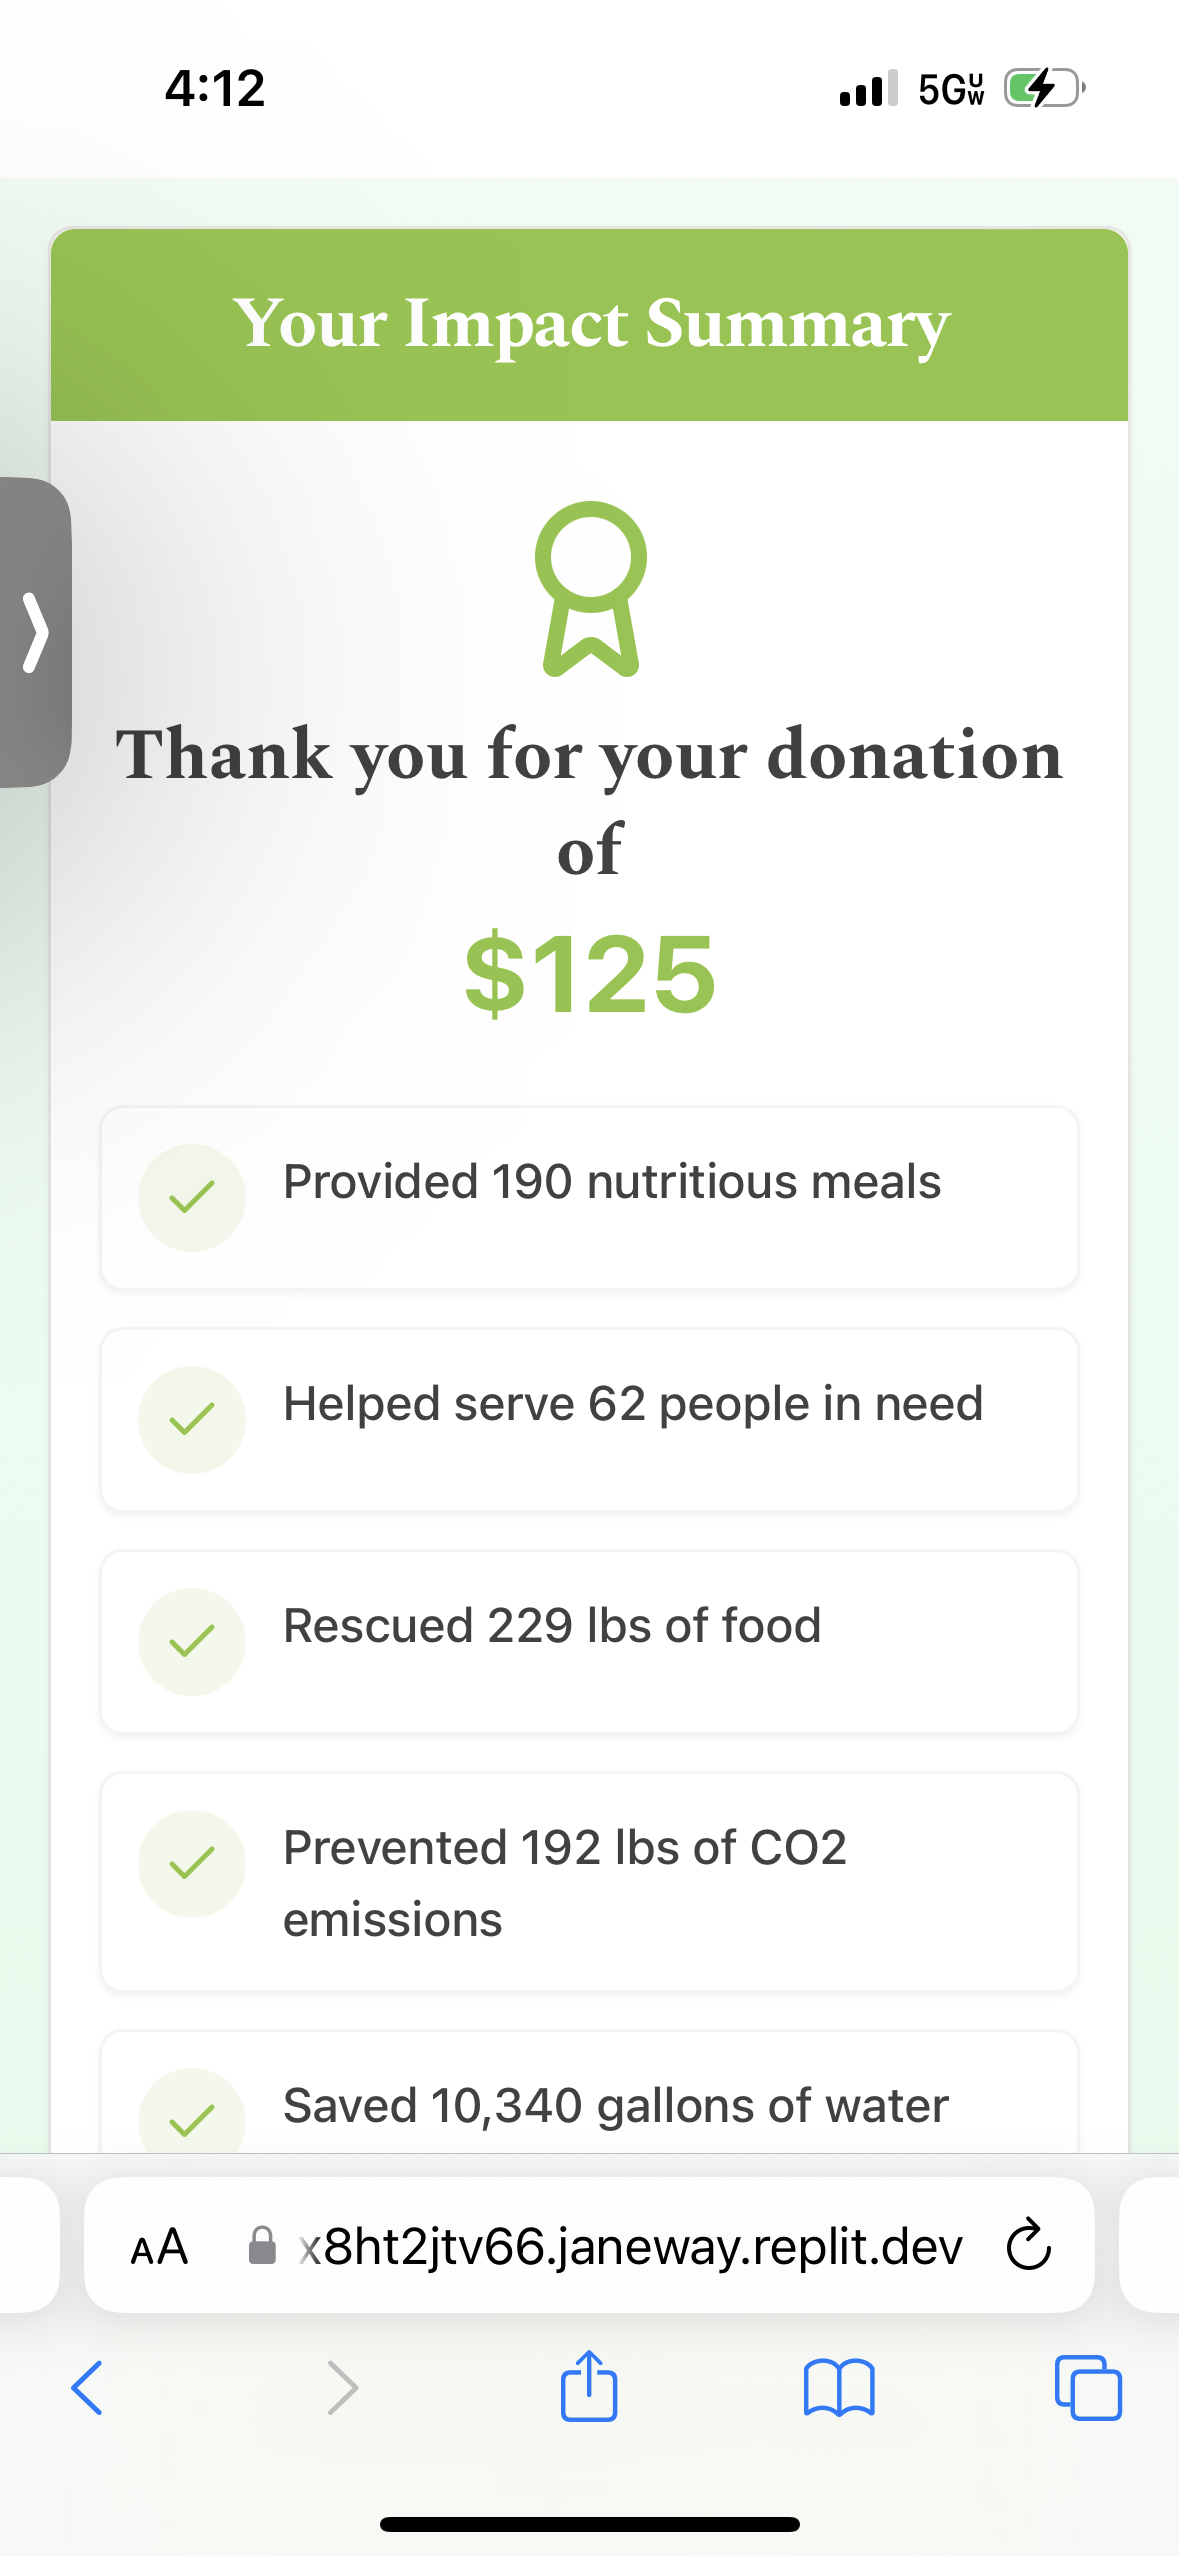 4:12
5G UW
Your Impact Summary
Thank you for your donation
of
$125
Provided 190 nutritious meals
Helped serve 62 people in need
Rescued 229 lbs of food
Prevented 192 lbs of CO2
emissions
Saved 10,340 gallons of water
AA x8ht2jtv66.janeway.replit.dev